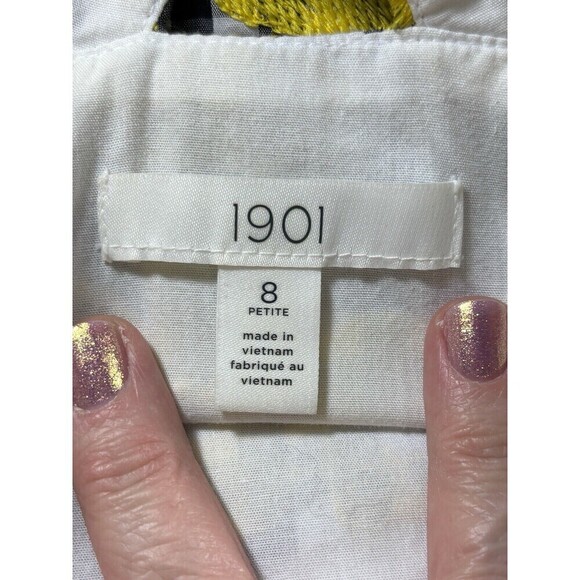 1901
8
PETITE
made in
vietnam
fabriqué au
vietnam